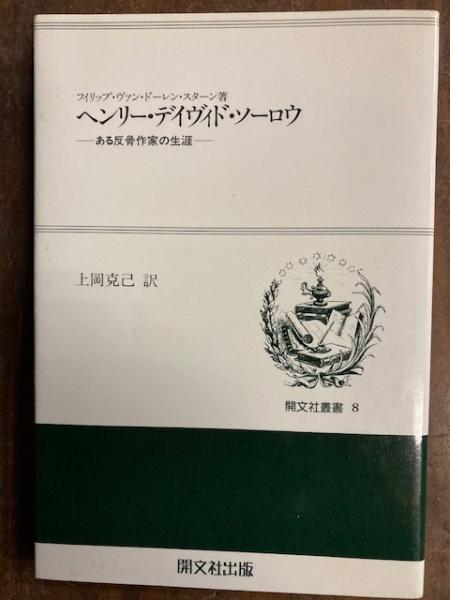 フイリップ・ヴァン・ドーレン・スターン著
ヘンリー・デイヴィド・ソーロウ
―ある反骨作家の生涯―
上岡克己 訳
開文社叢書 8
開文社出版